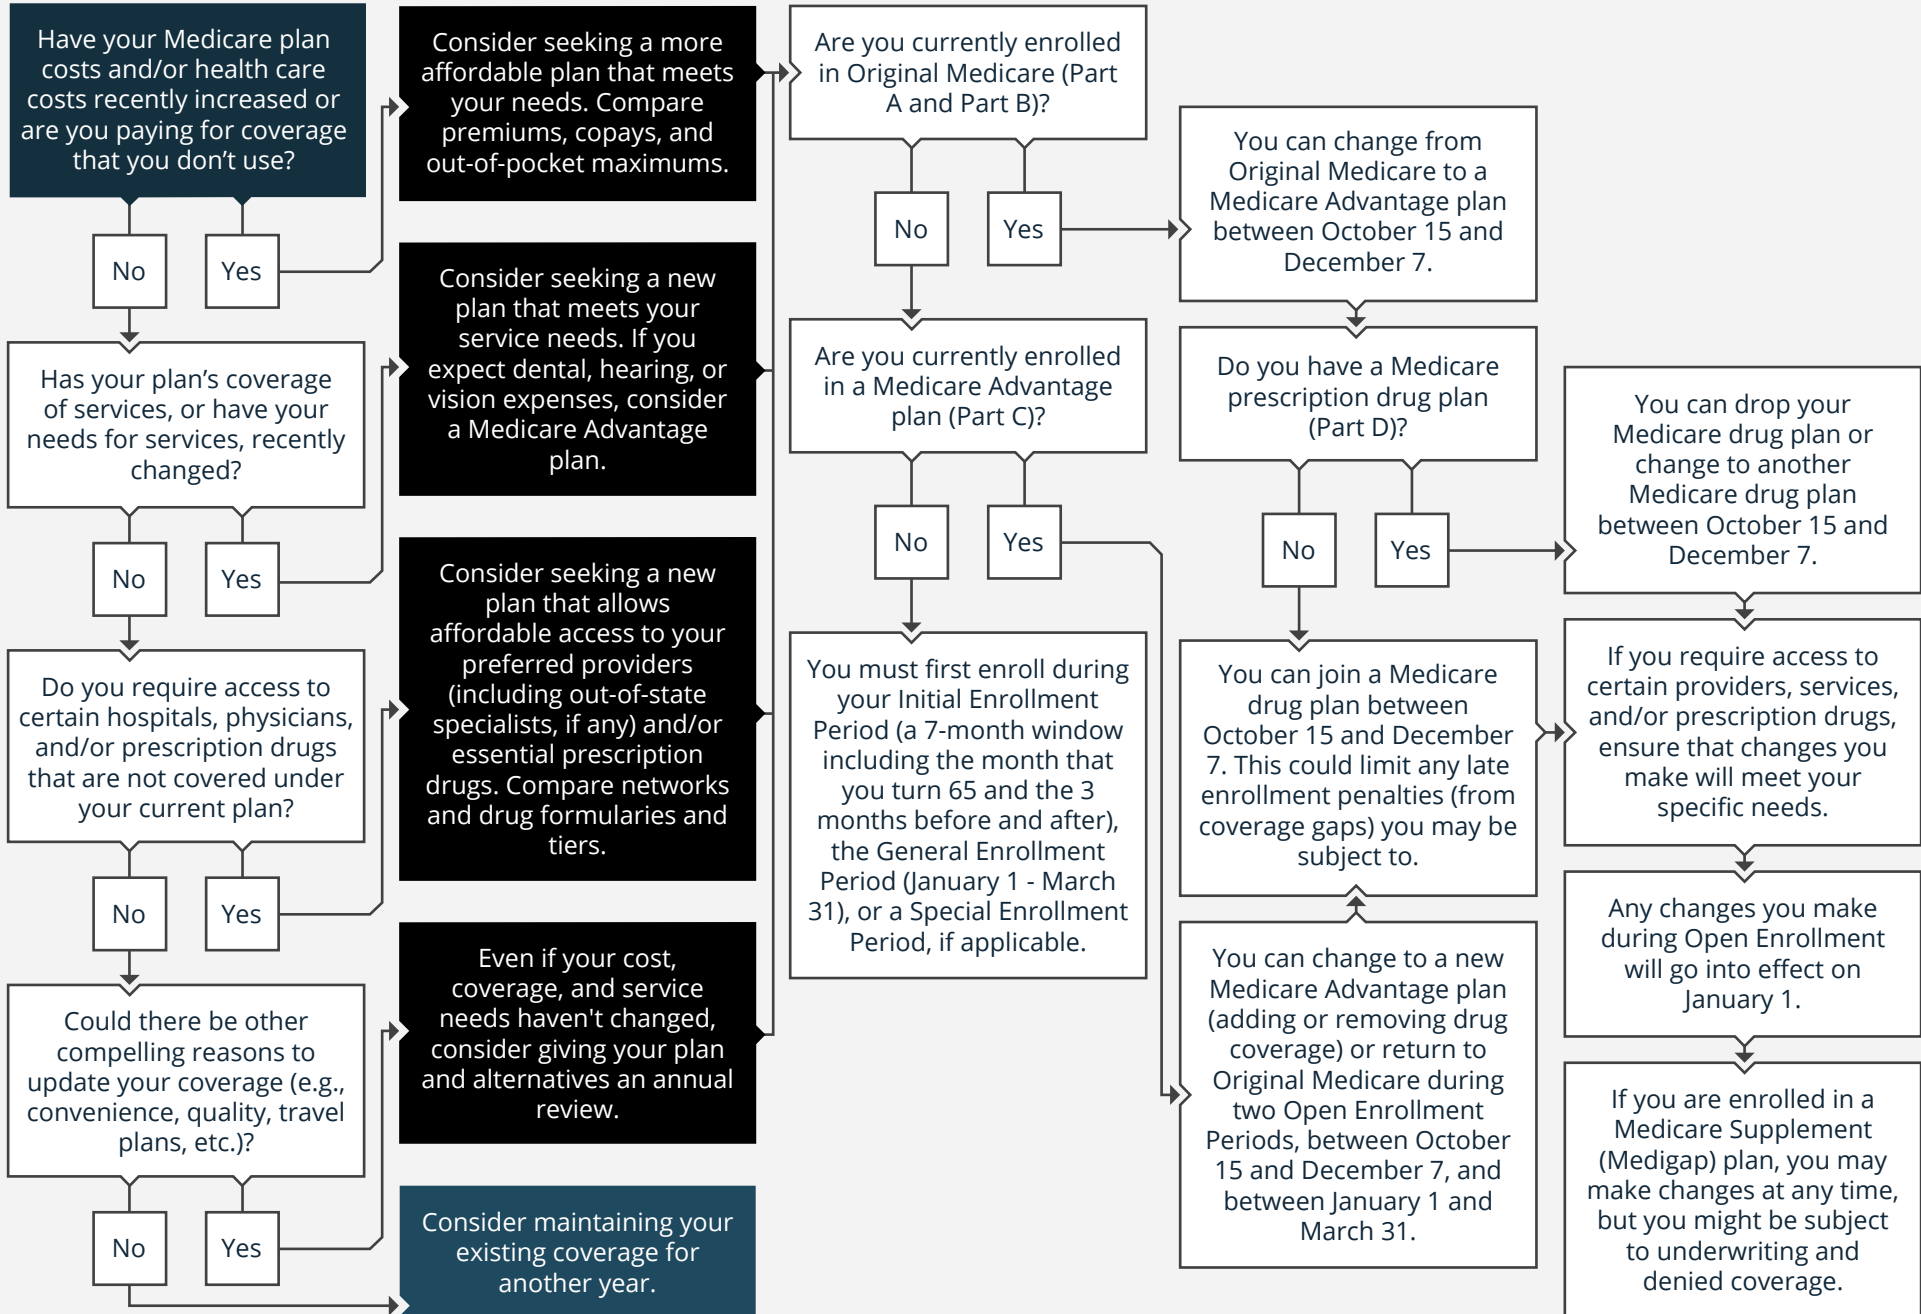 Have your Medicare plan
costs and/or health care
costs recently increased or
are you paying for coverage
that you don’t use?
No
Yes
Has your plan’s coverage
of services, or have your
needs for services, recently
changed?
No
Yes
Do you require access to
certain hospitals, physicians,
and/or prescription drugs
that are not covered under
your current plan?
No
Yes
Could there be other
compelling reasons to
update your coverage (e.g.,
convenience, quality, travel
plans, etc.)?
No
Yes
Consider seeking a more
affordable plan that meets
your needs. Compare
premiums, copays, and
out-of-pocket maximums.
Consider seeking a new
plan that meets your
service needs. If you
expect dental, hearing, or
vision expenses, consider
a Medicare Advantage
plan.
Consider seeking a new
plan that allows
affordable access to your
preferred providers
(including out-of-state
specialists, if any) and/or
essential prescription
drugs. Compare networks
and drug formularies and
tiers.
Even if your cost,
coverage, and service
needs haven't changed,
consider giving your plan
and alternatives an annual
review.
Consider maintaining your
existing coverage for
another year.
Are you currently enrolled
in Original Medicare (Part
A and Part B)?
No
Yes
Are you currently enrolled
in a Medicare Advantage
plan (Part C)?
No
Yes
You must first enroll during
your Initial Enrollment
Period (a 7-month window
including the month that
you turn 65 and the 3
months before and after),
the General Enrollment
Period (January 1 - March
31), or a Special Enrollment
Period, if applicable.
You can change from
Original Medicare to a
Medicare Advantage plan
between October 15 and
December 7.
Do you have a Medicare
prescription drug plan
(Part D)?
No
Yes
You can join a Medicare
drug plan between
October 15 and December
7. This could limit any late
enrollment penalties (from
coverage gaps) you may be
subject to.
You can change to a new
Medicare Advantage plan
(adding or removing drug
coverage) or return to
Original Medicare during
two Open Enrollment
Periods, between October
15 and December 7, and
between January 1 and
March 31.
You can drop your
Medicare drug plan or
change to another
Medicare drug plan
between October 15 and
December 7.
If you require access to
certain providers, services,
and/or prescription drugs,
ensure that changes you
make will meet your
specific needs.
Any changes you make
during Open Enrollment
will go into effect on
January 1.
If you are enrolled in a
Medicare Supplement
(Medigap) plan, you may
make changes at any time,
but you might be subject
to underwriting and
denied coverage.